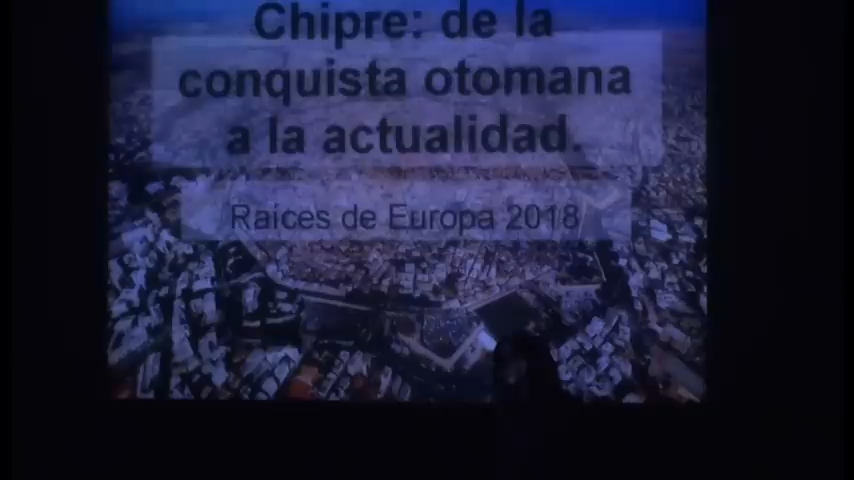 Chipre: de la
conquista otomana
a la actualidad.
Raíces de Europa 2018